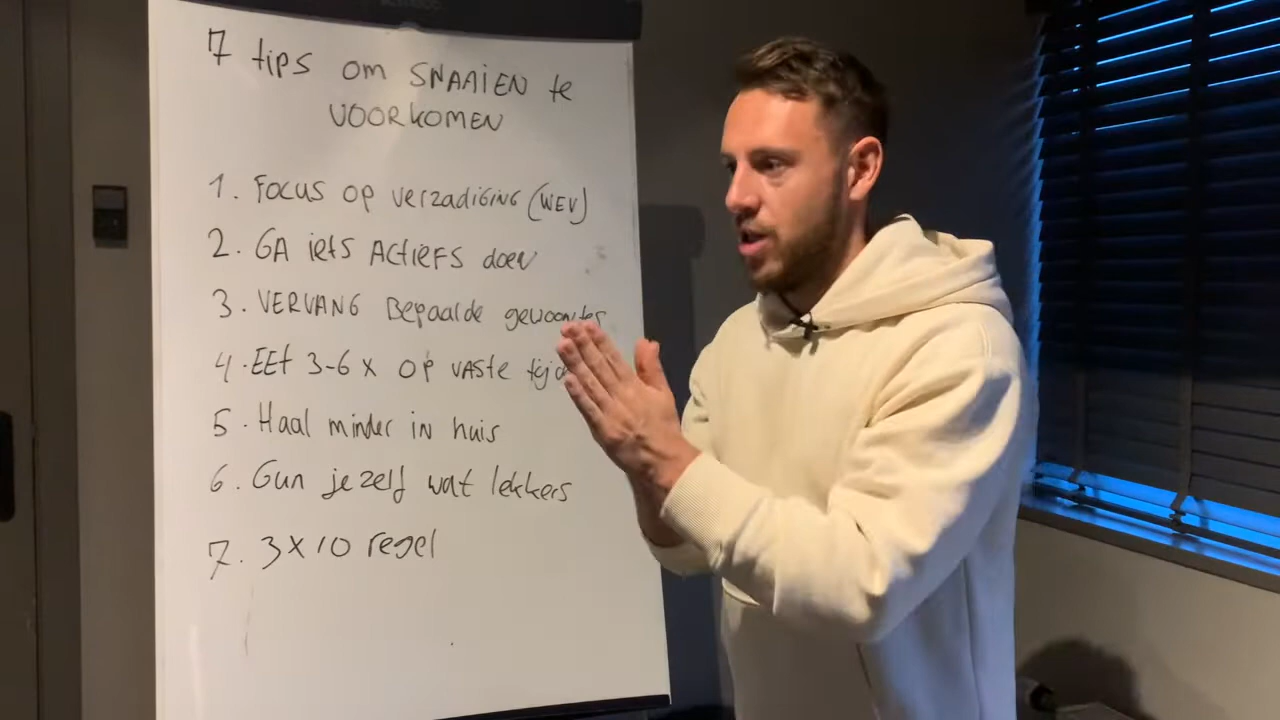 7 tips om SNAAIEN te
VOORKOMEN
1. Focus op verzadiging (WEV)
2. GA iets ACTIEFS doen
3. VERVANG Bepaalde
4. EET 3-6 x op VASTE
5. Haal minder in huis
6. Gun jezelf wat lekkers
7. 3 x 10 regel